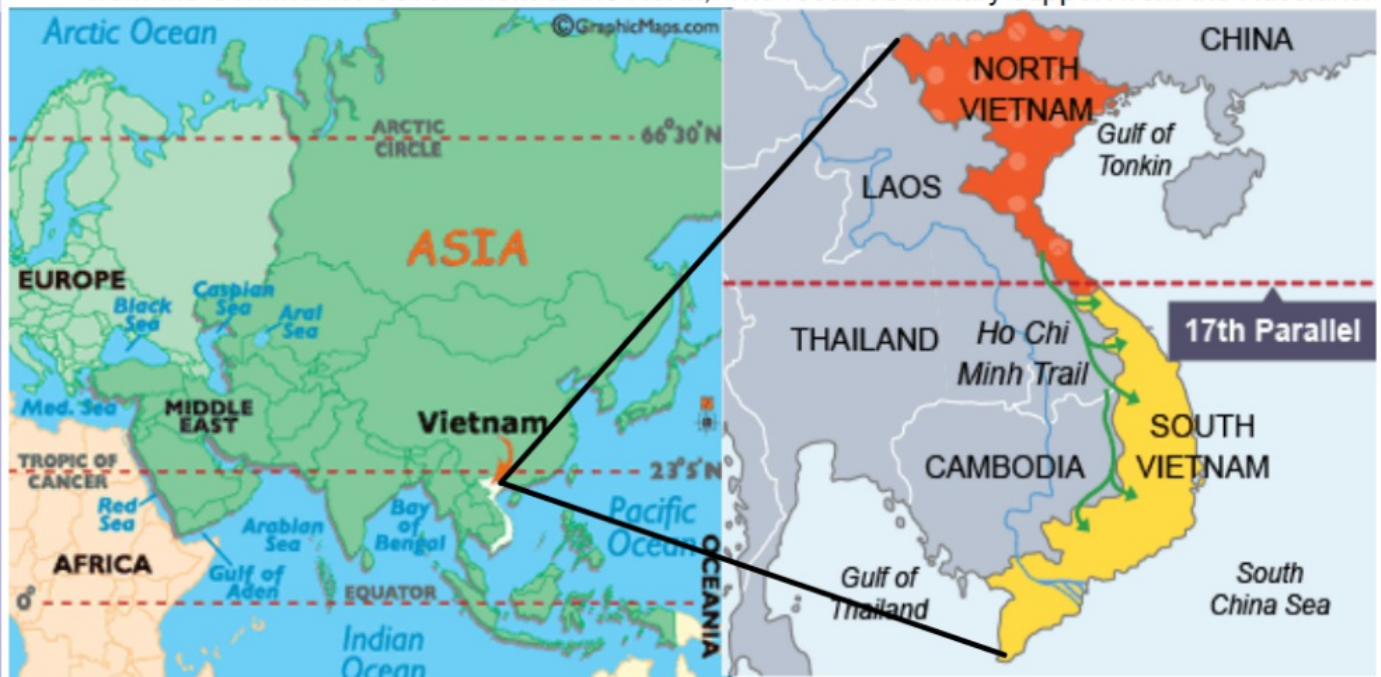 Arctic Ocean
©GraphicMaps.com
ARCTIC
CIRCLE
66°30'N
ASIA
EUROPE
Black
Sea
Caspian
Sea
Aral
Sea
Med. Sea
MIDDLE
EAST
Vietnam
TROPIC OF
CANCER
23°5'N
Red
Sea
Arabian
Sea
Bay
of
Bengal
Pacific
Ocean
AFRICA
Gulf of
Aden
EQUATOR
0°
Indian
Ocean
OCEANIA
CHINA
NORTH
VIETNAM
Gulf of
Tonkin
LAOS
17th Parallel
THAILAND
Ho Chi
Minh Trail
SOUTH
VIETNAM
CAMBODIA
Gulf of
Thailand
South
China Sea